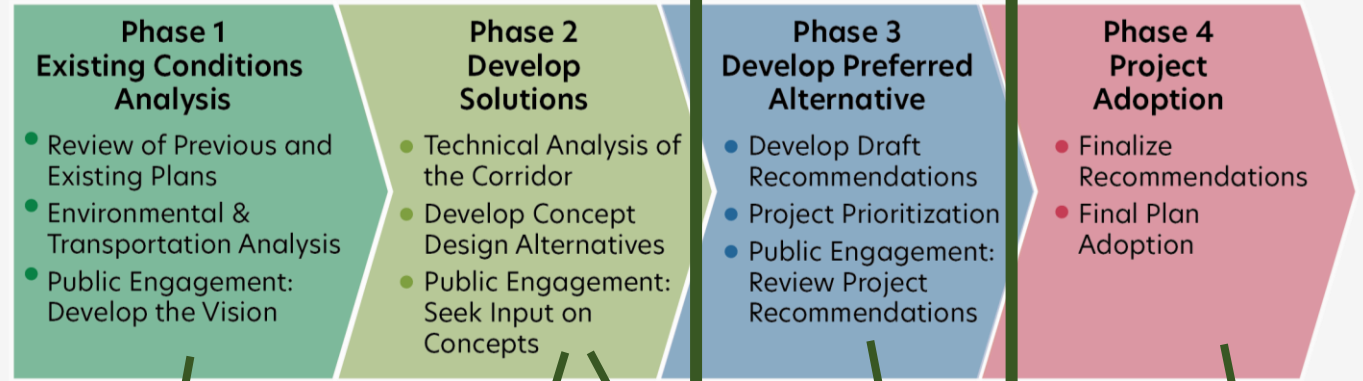 Phase 1
Existing Conditions
Analysis
Review of Previous and
Existing Plans
Environmental &
Transportation Analysis
Public Engagement:
Develop the Vision
Phase 2
Develop
Solutions
Technical Analysis of
the Corridor
Develop Concept
Design Alternatives
Public Engagement:
Seek Input on
Concepts
Phase 3
Develop Preferred
Alternative
Develop Draft
Recommendations
Project Prioritization
Public Engagement:
Review Project
Recommendations
Phase 4
Project
Adoption
Finalize
Recommendations
Final Plan
Adoption